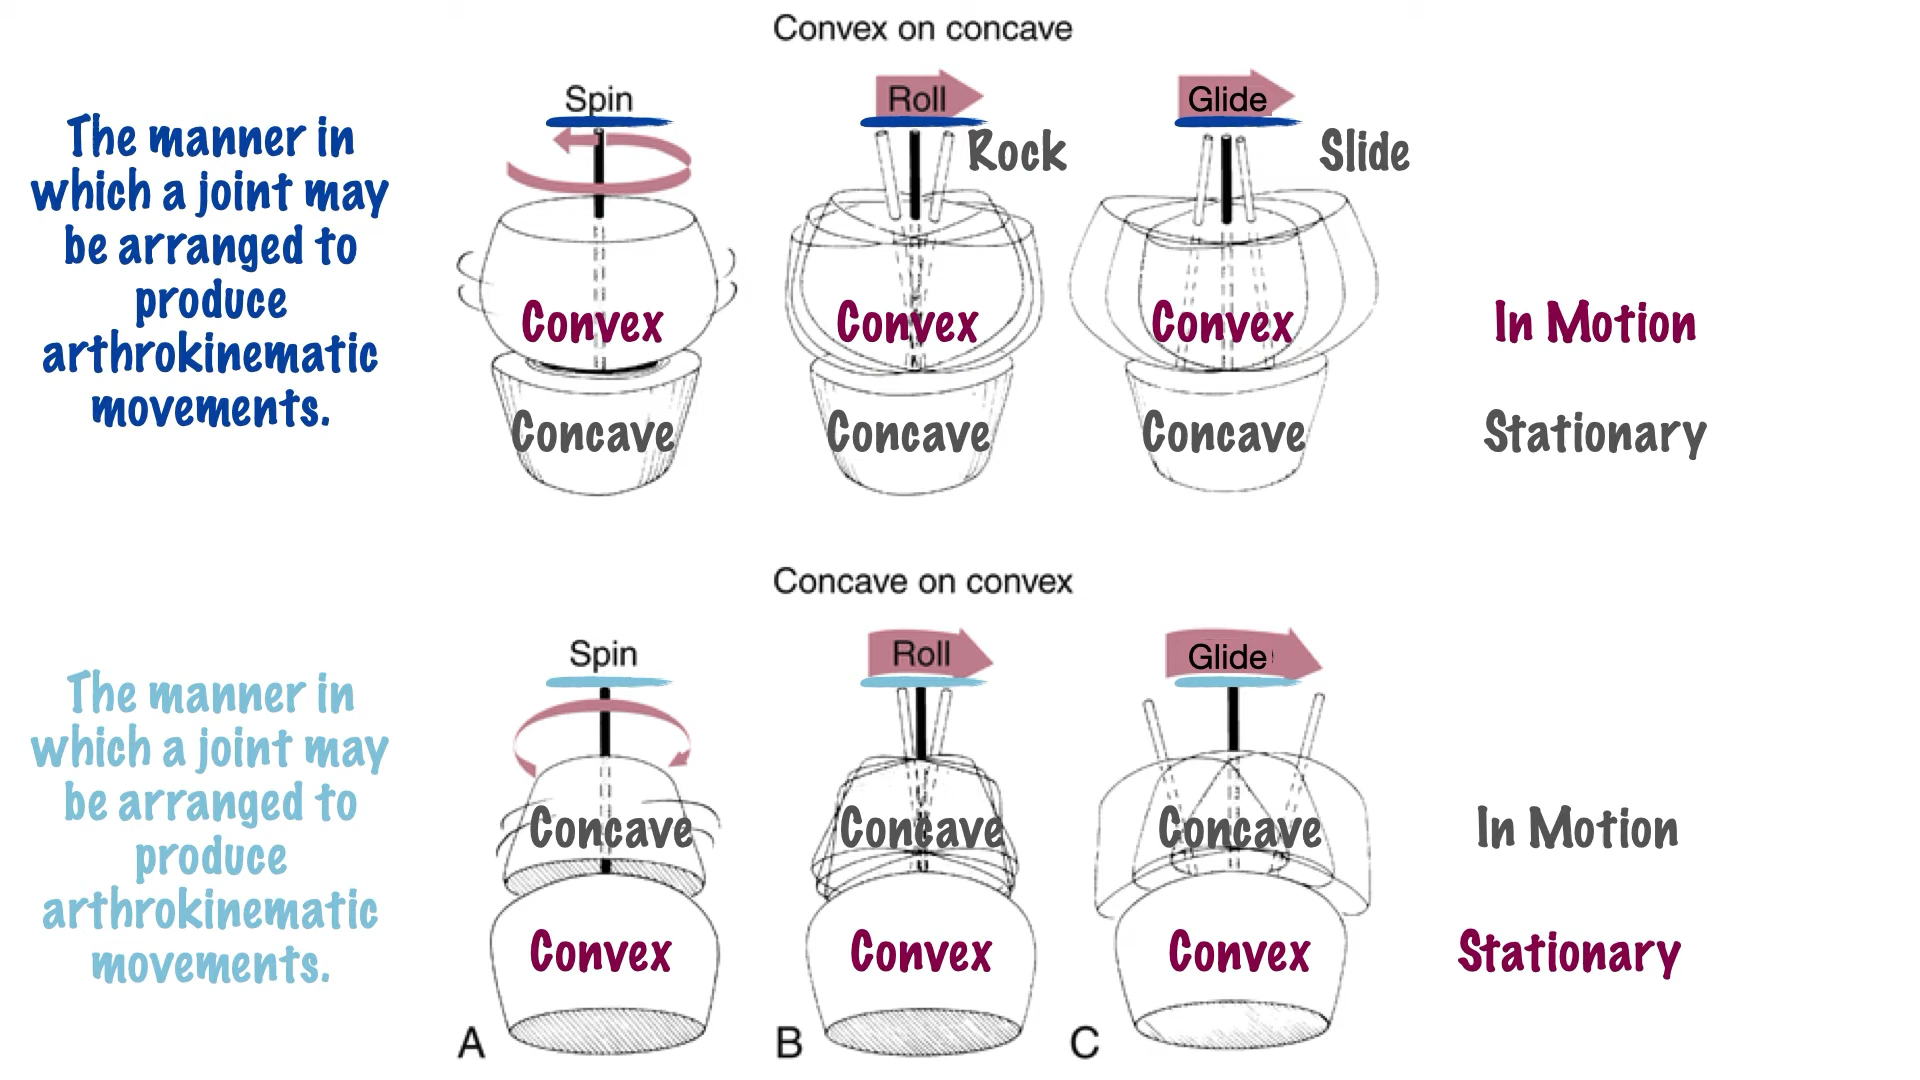 Convex on concave
The manner in
which a joint may
be arranged to
produce
arthrokinematic
movements.
Spin
Roll
Glide
Rock
Slide
Convex
Convex
Convex
In Motion
Concave
Concave
Concave
Stationary
Concave on convex
The manner in
which a joint may
be arranged to
produce
arthrokinematic
movements.
Spin
Roll
Glide
Concave
Concave
Concave
In Motion
Convex
Convex
Convex
Stationary
A
B
C